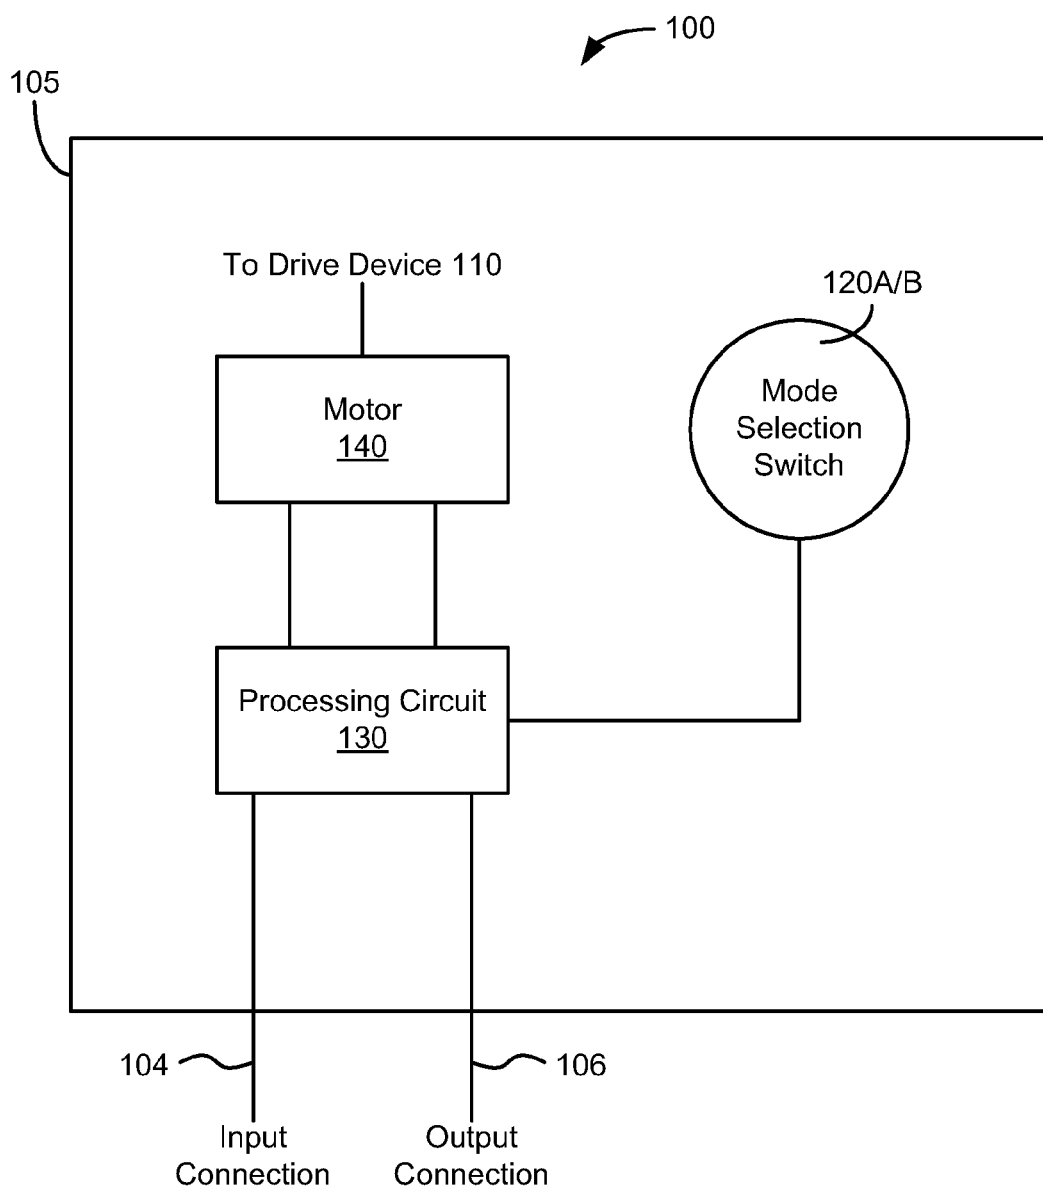 100
105
To Drive Device 110
120A/B
Motor
140
Mode
Selection
Switch
Processing Circuit
130
104
106
Input
Connection
Output
Connection